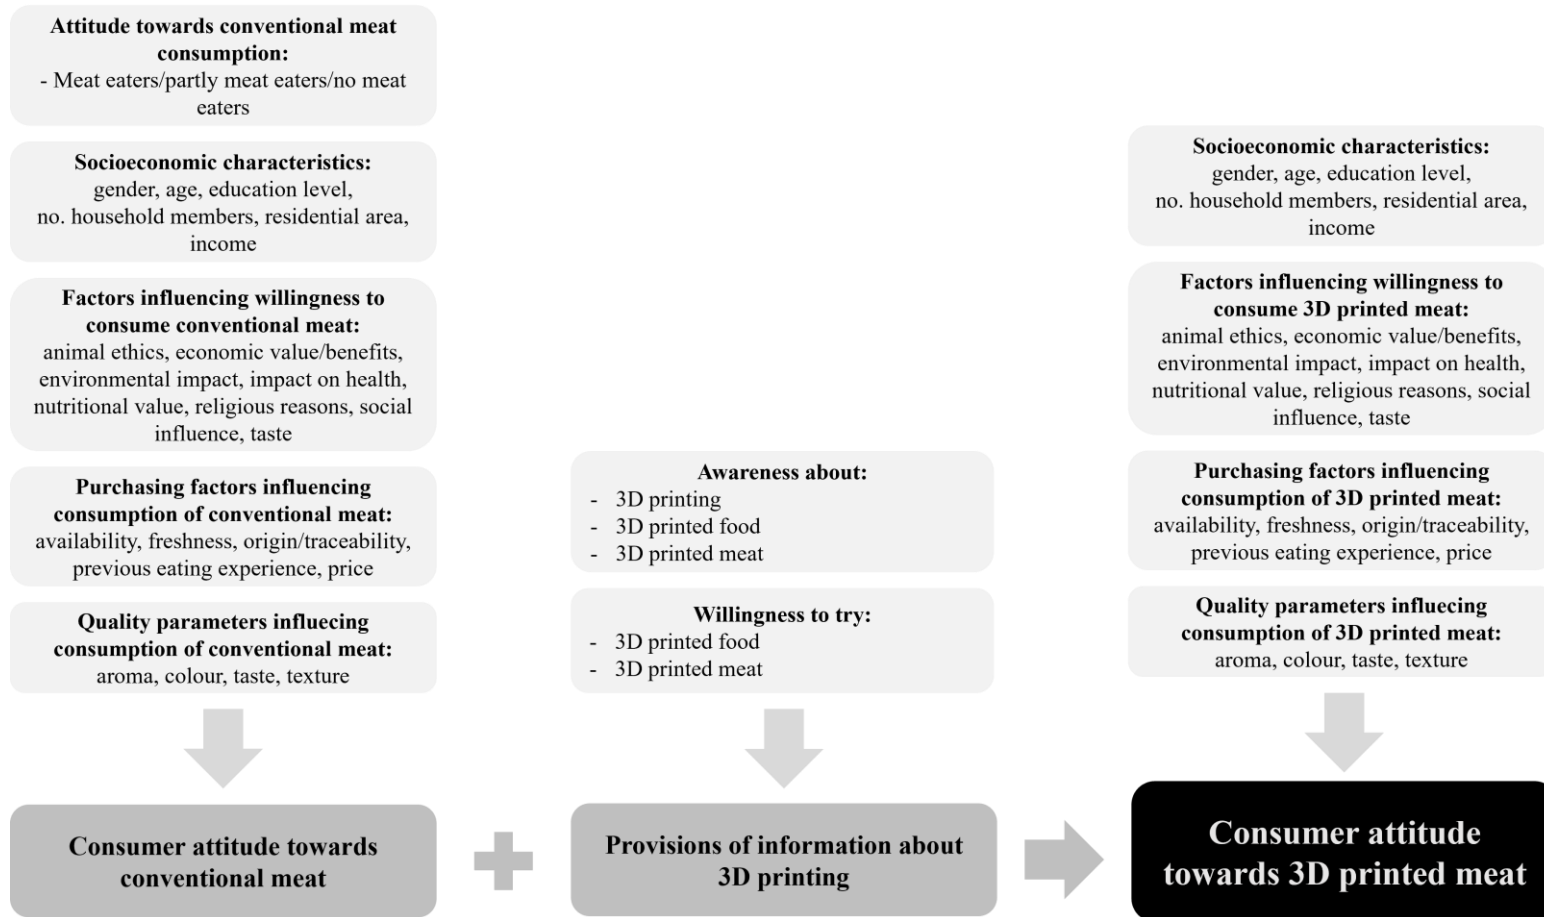 Attitude towards conventional meat
consumption:
- Meat eaters/partly meat eaters/no meat
eaters
Socioeconomic characteristics:
gender, age, education level,
no. household members, residential area,
income
Factors influencing willingness to
consume conventional meat:
animal ethics, economic value/benefits,
environmental impact, impact on health,
nutritional value, religious reasons, social
influence, taste
Purchasing factors influencing
consumption of conventional meat:
availability, freshness, origin/traceability,
previous eating experience, price
Quality parameters influecing
consumption of conventional meat:
aroma, colour, taste, texture
Consumer attitude towards
conventional meat
Awareness about:
- 3D printing
- 3D printed food
- 3D printed meat
Willingness to try:
- 3D printed food
- 3D printed meat
Provisions of information about
3D printing
Socioeconomic characteristics:
gender, age, education level,
no. household members, residential area,
income
Factors influencing willingness to
consume 3D printed meat:
animal ethics, economic value/benefits,
environmental impact, impact on health,
nutritional value, religious reasons, social
influence, taste
Purchasing factors influencing
consumption of 3D printed meat:
availability, freshness, origin/traceability,
previous eating experience, price
Quality parameters influecing
consumption of 3D printed meat:
aroma, colour, taste, texture
Consumer attitude
towards 3D printed meat